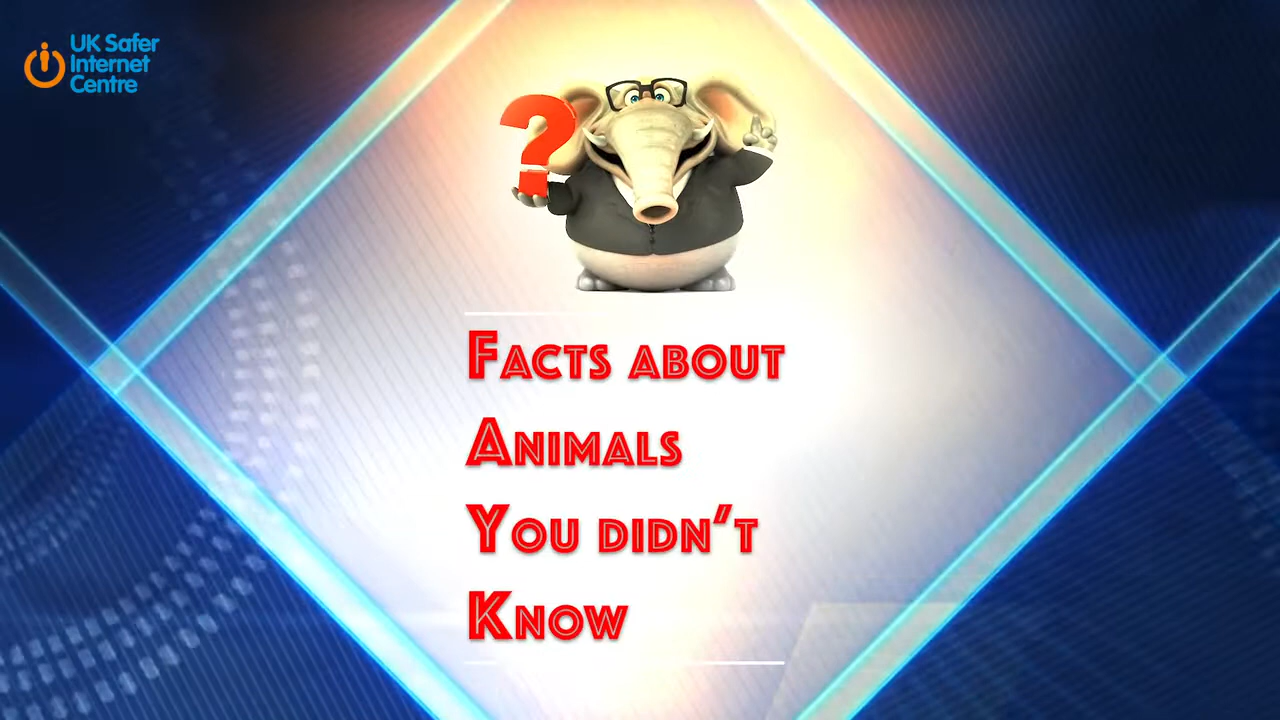 UK Safer
Internet
Centre
Facts about
Animals
You didn't
Know